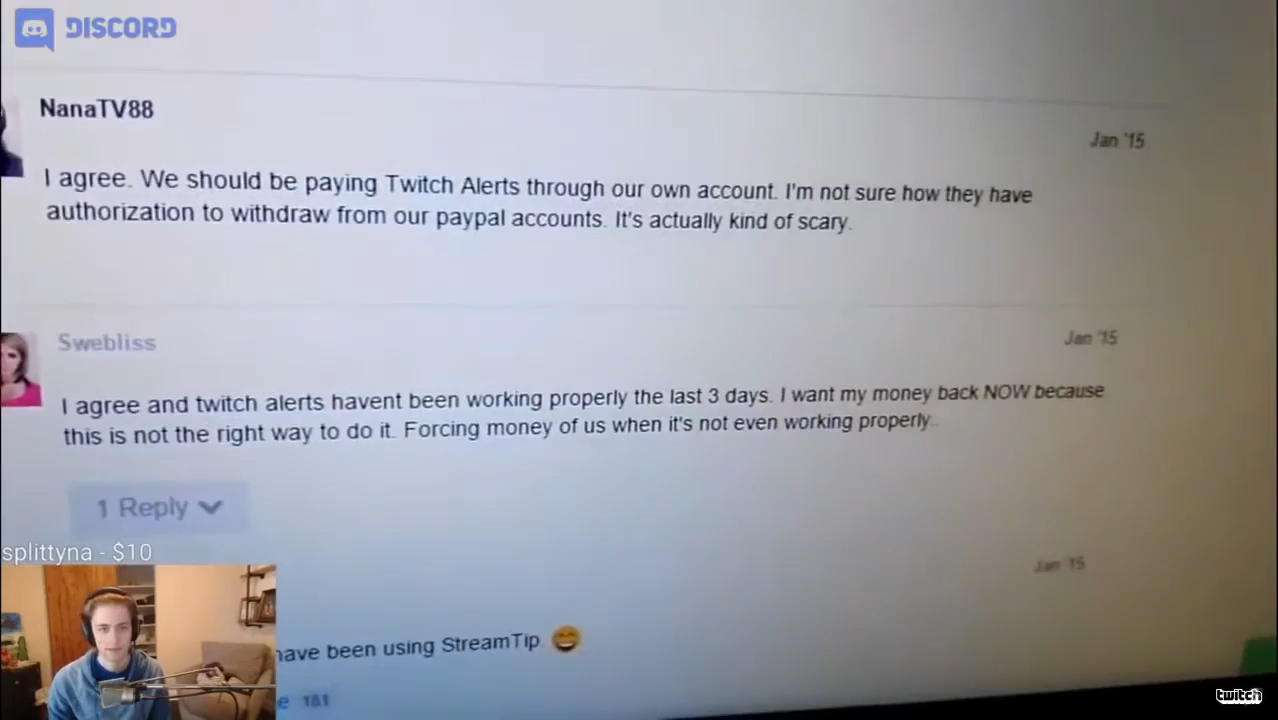 DISCORD
NanaTV88
Jan '15
I agree. We should be paying Twitch Alerts through our own account. I'm not sure how they have
authorization to withdraw from our paypal accounts. It's actually kind of scary.
Swebliss
Jan '15
I agree and twitch alerts havent been working properly the last 3 days. I want my money back NOW because
this is not the right way to do it. Forcing money of us when it's not even working properly..
1 Reply
splittyna - $10
Jan '15
have been using StreamTip.
181
twitch